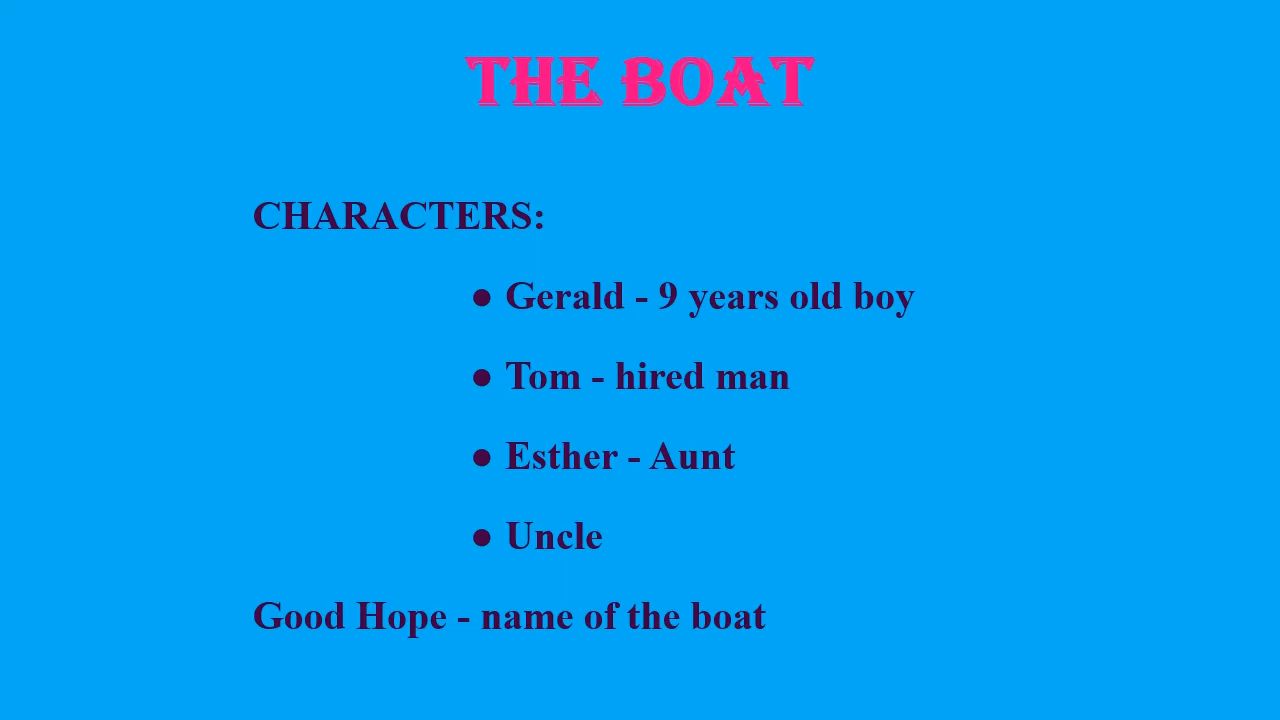 THE BOAT
CHARACTERS:
● Gerald - 9 years old boy
● Tom - hired man
● Esther - Aunt
● Uncle
Good Hope - name of the boat